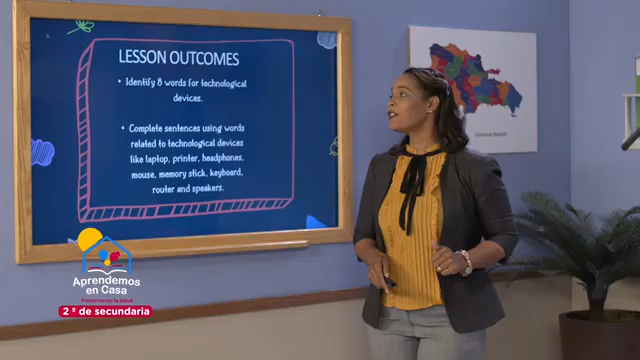 LESSON OUTCOMES
• Identify 8 words for technological
devices.
• Complete sentences using words
related to technological devices
like laptop, printer, headphones,
mouse, memory stick, keyboard,
router and speakers.
Aprendemos
en Casa
Preservando la salud
2º de secundaria